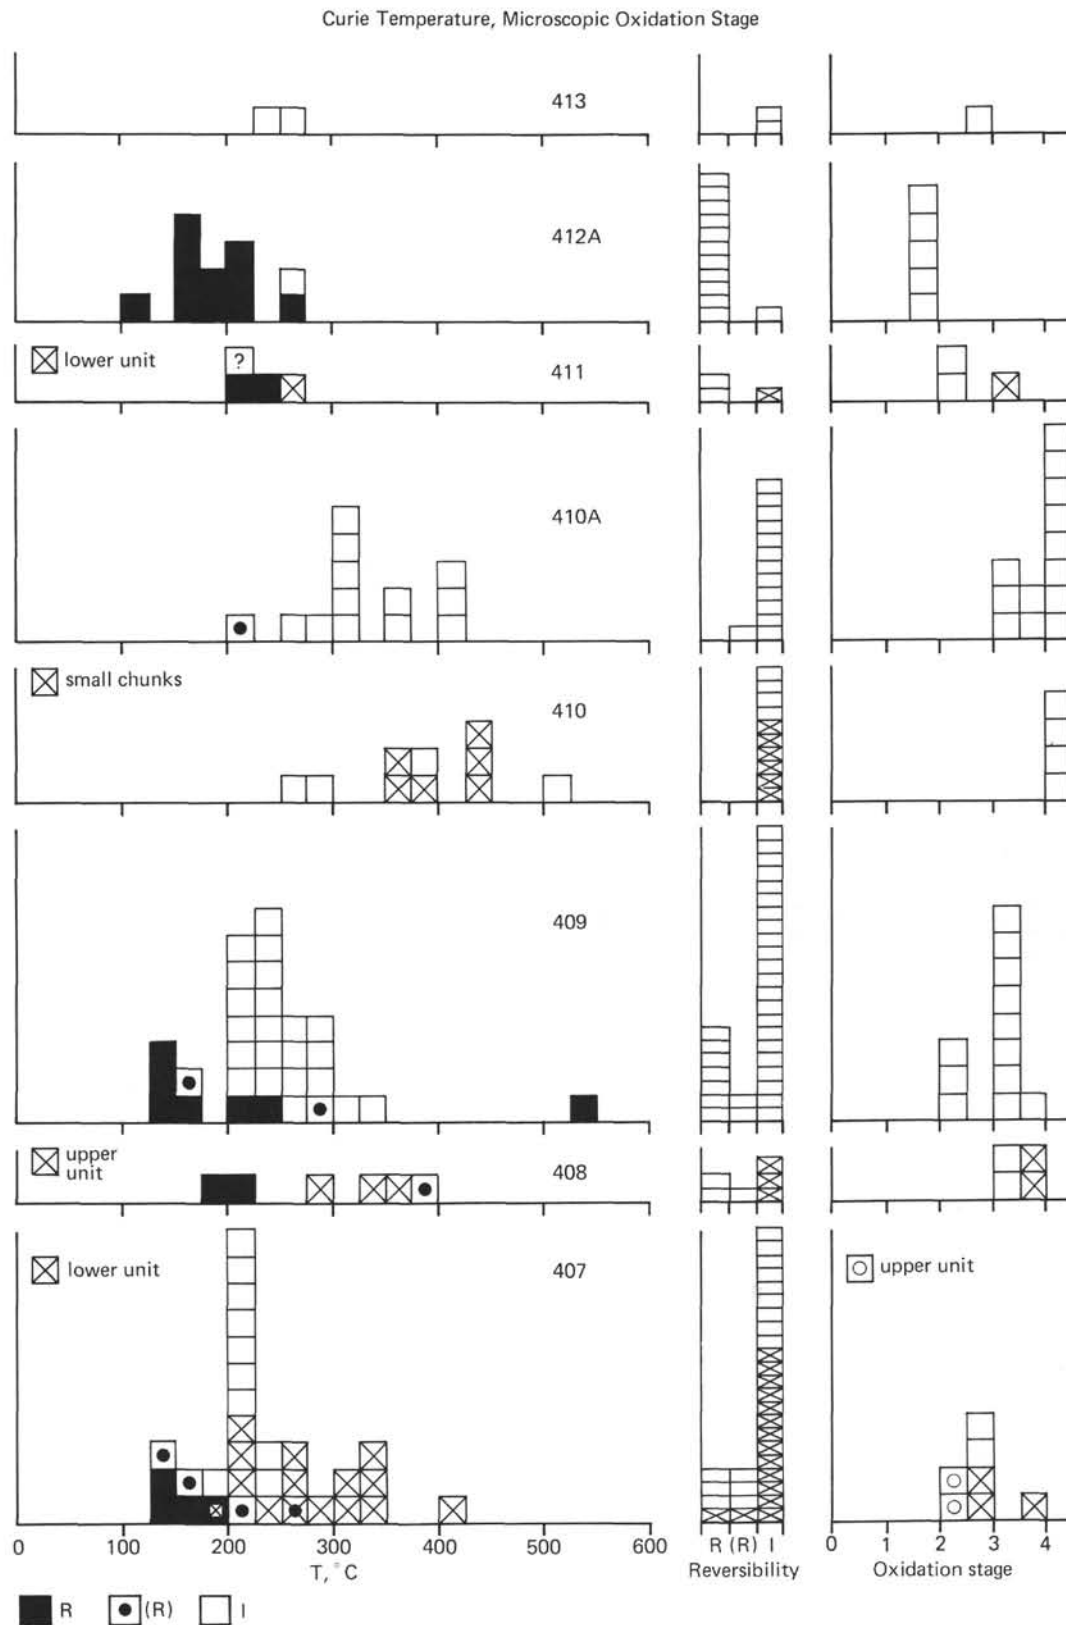 Curie Temperature, Microscopic Oxidation Stage
413
412A
lower unit
?
411
410A
small chunks
410
409
upper
unit
408
lower unit
407
upper unit
0 100 200 300 400 500 600
R (R) I
0 1 2 3 4
T, °C
Reversibility
Oxidation stage
R (R) I